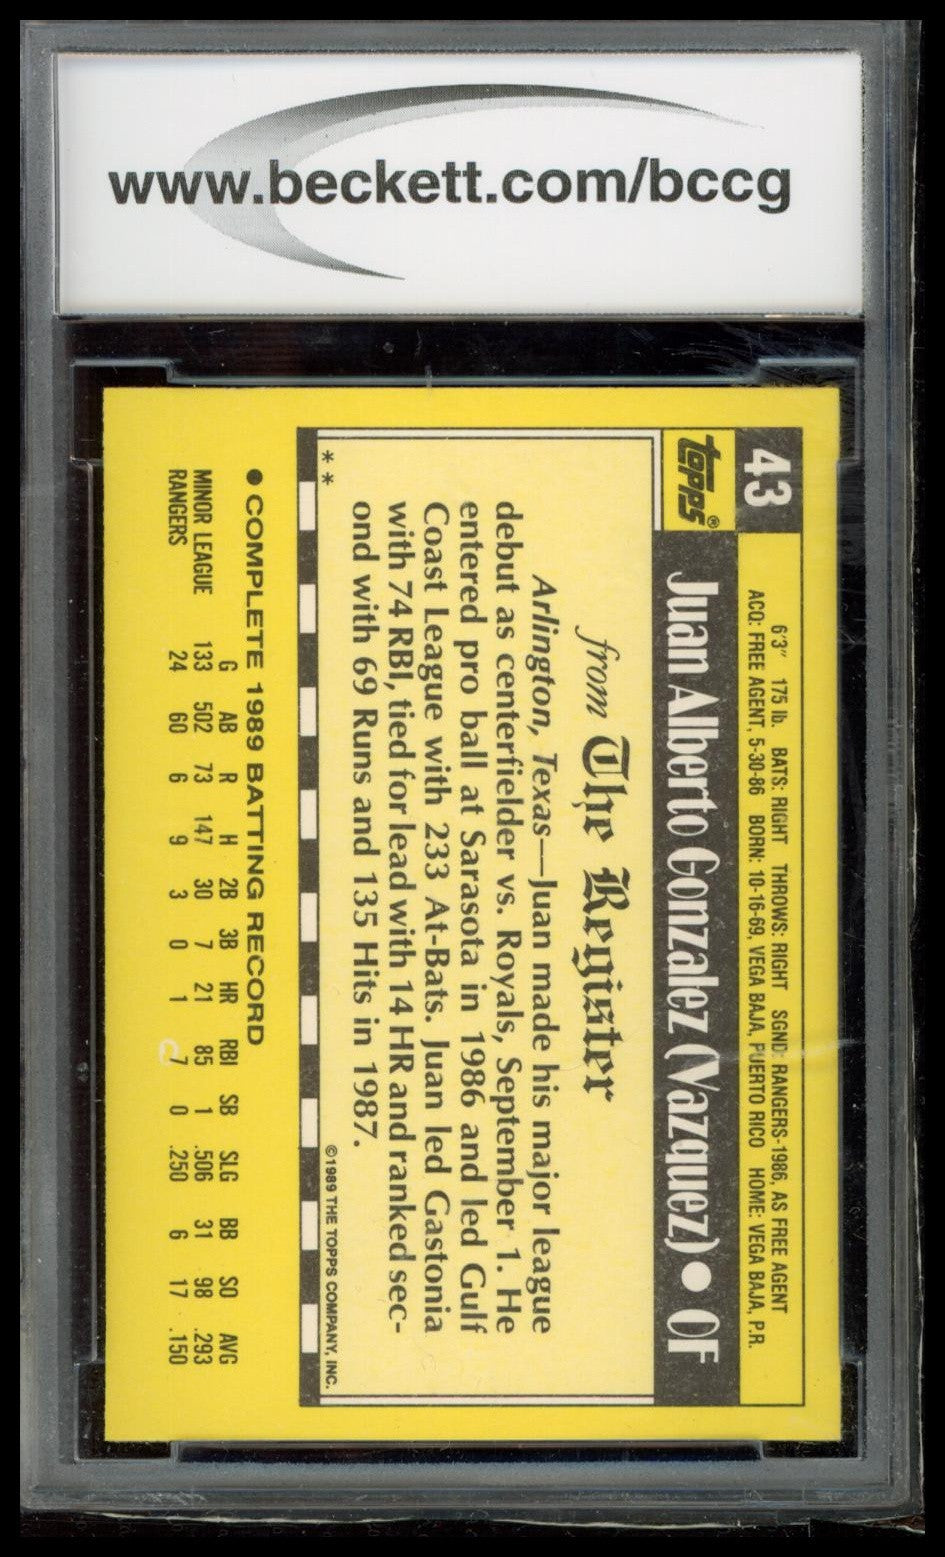 www.beckett.com/bccg
43
6'3" 175 lb. BATS: RIGHT THROWS: RIGHT SGND: RANGERS-1986, AS FREE AGENT
ACQ: FREE AGENT, 5-30-86 BORN: 10-16-69, VEGA BAJA, PUERTO RICO HOME: VEGA BAJA, P.R.
topps®
Juan Alberto Gonzalez (Vazquez) ● OF
from The Register
Arlington, Texas—Juan made his major league
debut as centerfielder vs. Royals, September 1. He
entered pro ball at Sarasota in 1986 and led Gulf
Coast League with 233 At-Bats. Juan led Gastonia
with 74 RBI, tied for lead with 14 HR and ranked sec-
ond with 69 Runs and 135 Hits in 1987.
** ©1989 THE TOPPS COMPANY, INC.
● COMPLETE 1989 BATTING RECORD
G AB R H 2B 3B HR RBI SB SLG BB SO AVG
MINOR LEAGUE 133 502 73 147 30 7 21 85 1 .506 31 98 .293
RANGERS 24 60 6 9 3 0 1 7 0 .250 6 17 .150